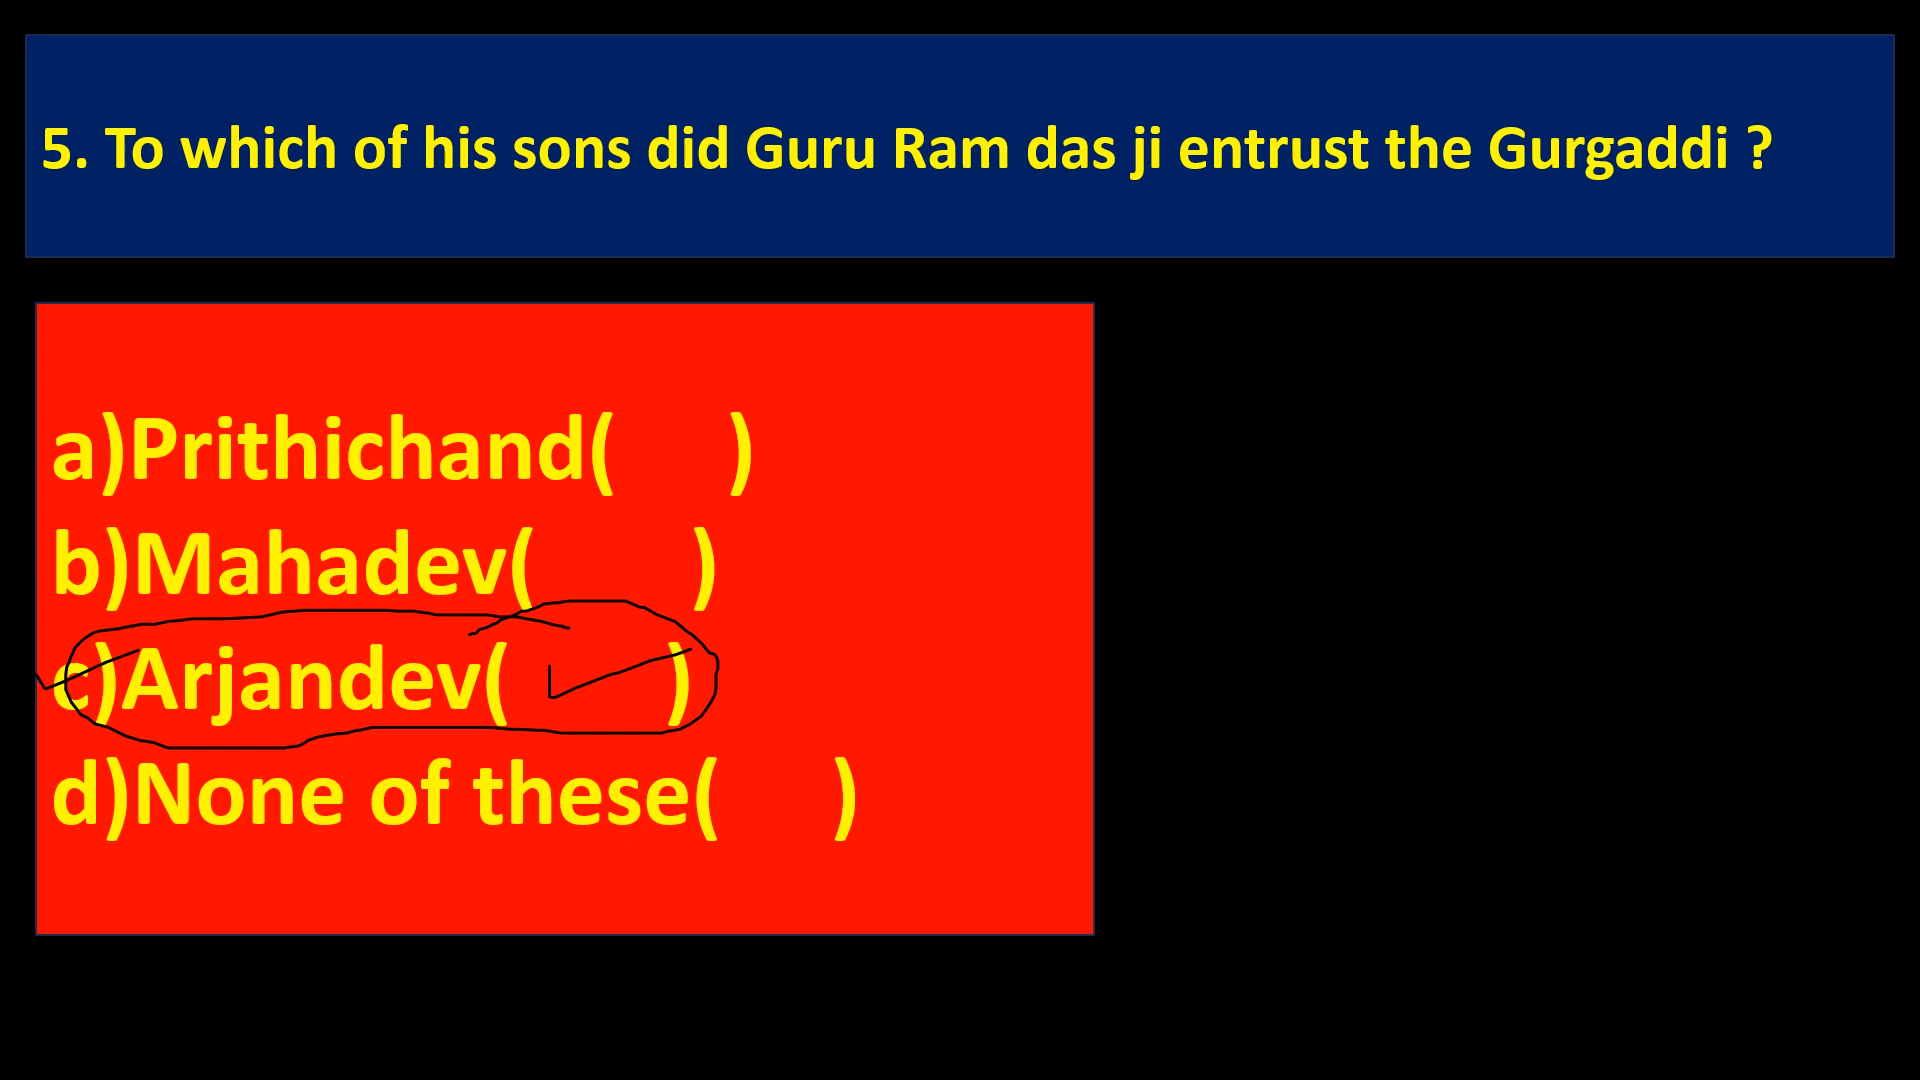 5. To which of his sons did Guru Ram das ji entrust the Gurgaddi ?
a)Prithichand( )
b)Mahadev( )
c)Arjandev( ✓ )
d)None of these( )